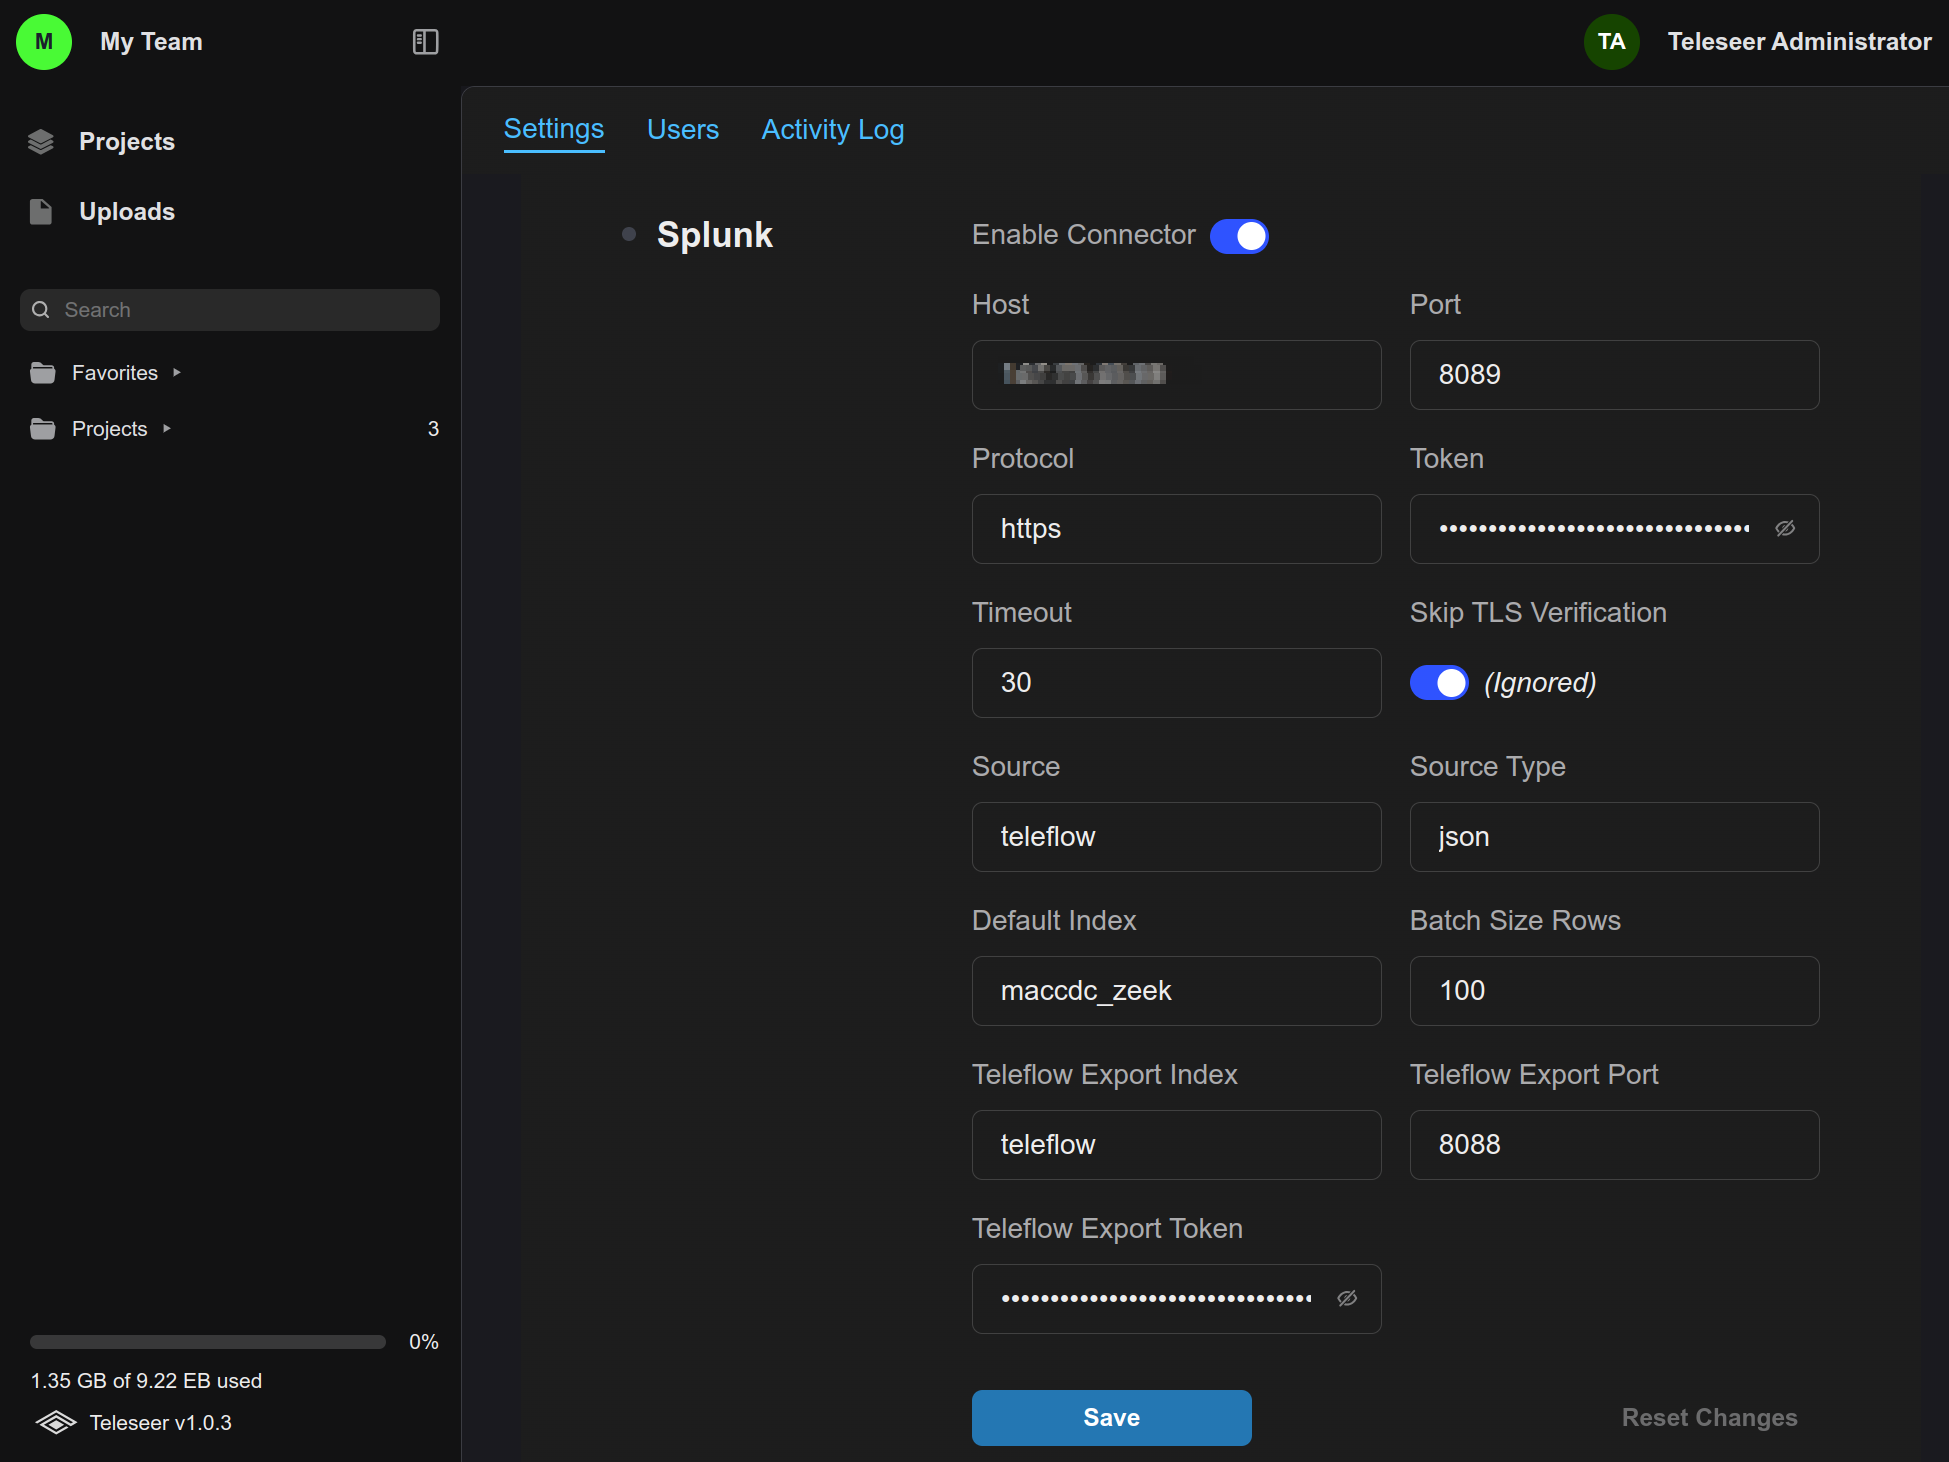 M
My Team
TA
Teleseer Administrator
Projects
Uploads
Search
Favorites
Projects
3
0%
1.35 GB of 9.22 EB used
Teleseer v1.0.3
Settings
Users
Activity Log
Splunk
Enable Connector
Host
Port
8089
Protocol
Token
https
Timeout
Skip TLS Verification
30
(Ignored)
Source
Source Type
teleflow
json
Default Index
Batch Size Rows
maccdc_zeek
100
Teleflow Export Index
Teleflow Export Port
teleflow
8088
Teleflow Export Token
Save
Reset Changes